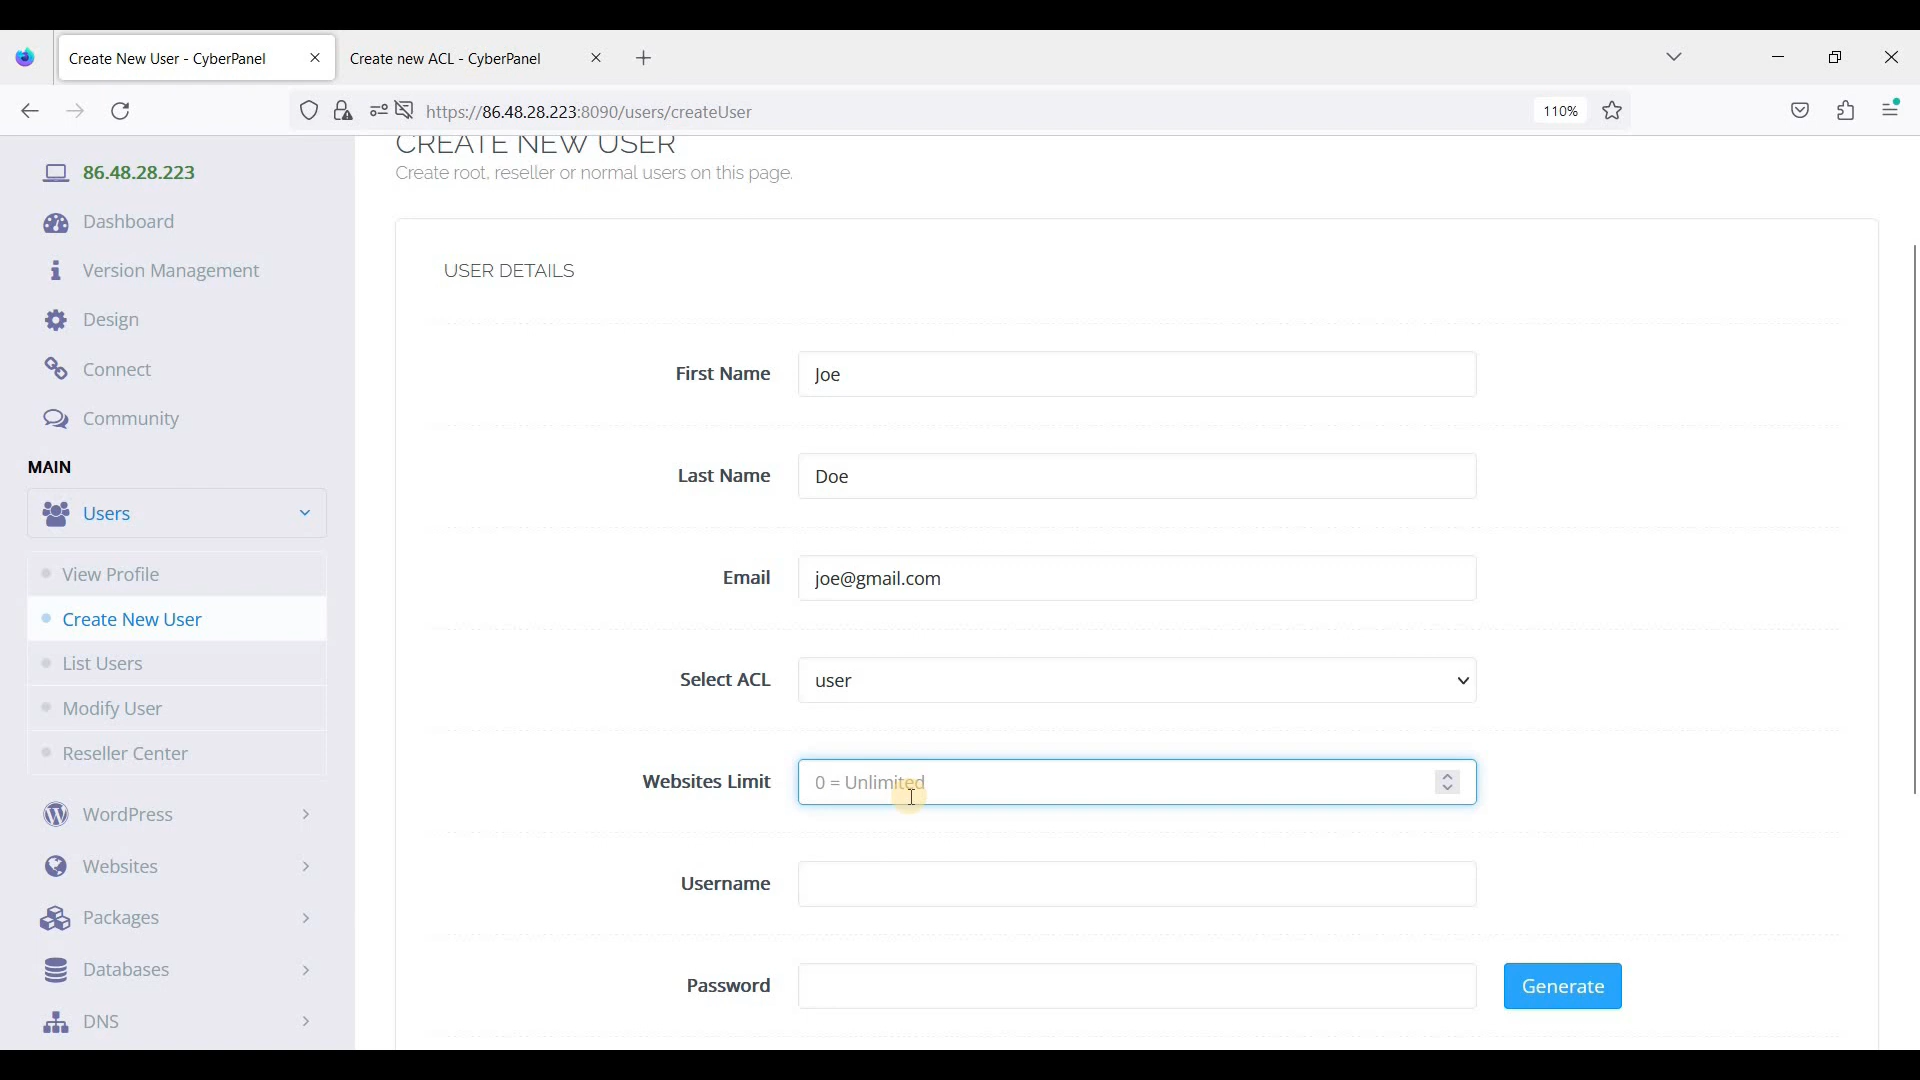 Create New User - CyberPanel
Create new ACL - CyberPanel
https://86.48.28.223:8090/users/createUser
110%
86.48.28.223
Dashboard
Version Management
Design
Connect
Community
MAIN
Users
View Profile
Create New User
List Users
Modify User
Reseller Center
WordPress
Websites
Packages
Databases
DNS
CREATE NEW USER
Create root, reseller or normal users on this page.
USER DETAILS
First Name Joe
Last Name Doe
Email joe@gmail.com
Select ACL user
Websites Limit 0 = Unlimited
Username
Password Generate